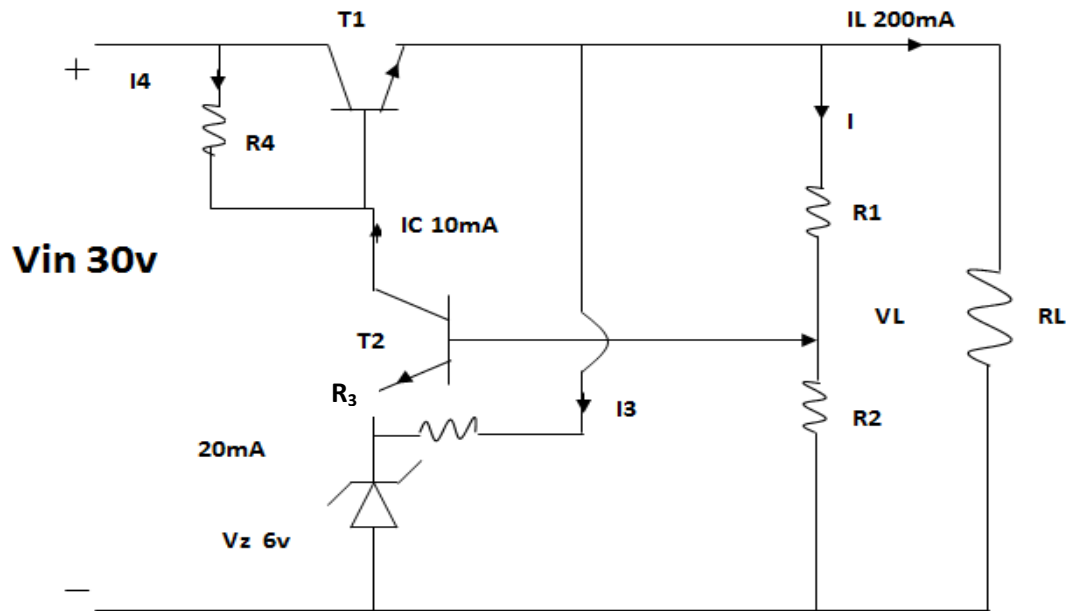 T1
IL 200mA
+
I4
R4
I
R1
IC 10mA
Vin 30v
T2
VL
RL
R₃
I3
R2
20mA
Vz 6v
−